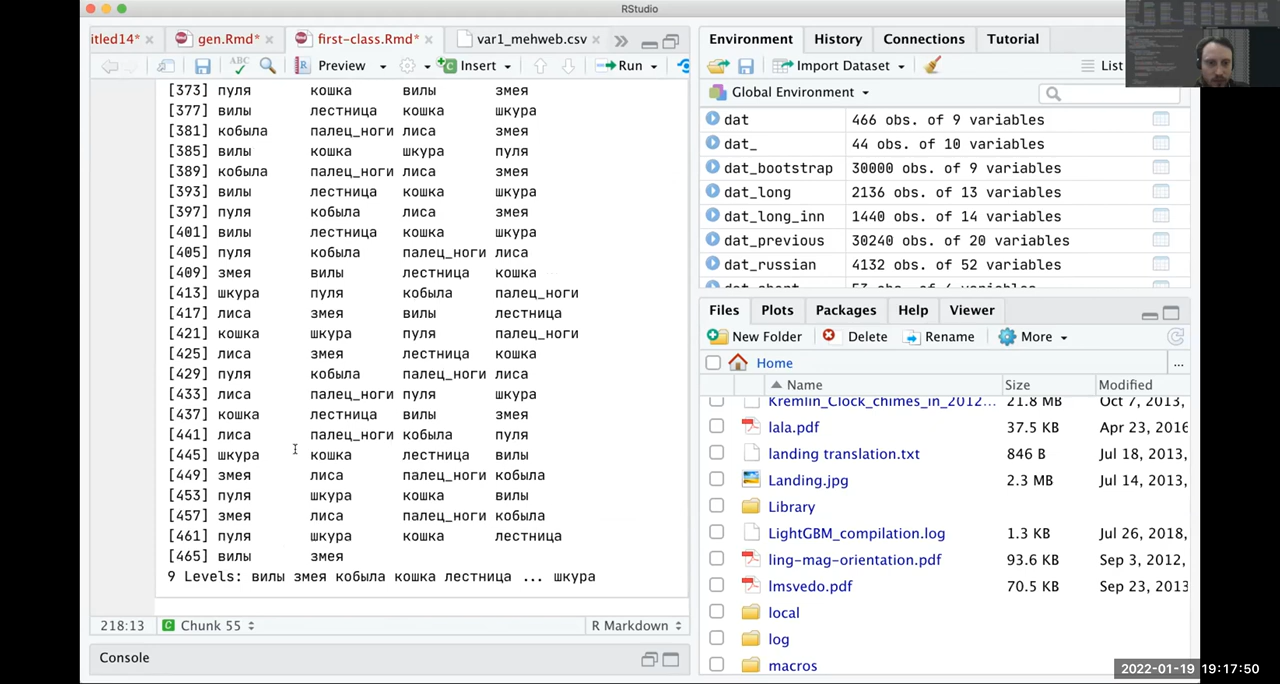 RStudio
itled14* gen.Rmd* first-class.Rmd* var1_mehweb.csv
Preview Insert Run
[373] пуля кошка вилы змея
[377] вилы лестница кошка шкура
[381] кобыла палец_ноги лиса змея
[385] вилы кошка шкура пуля
[389] кобыла палец_ноги лиса змея
[393] вилы лестница кошка шкура
[397] пуля кобыла лиса змея
[401] вилы лестница кошка шкура
[405] пуля кобыла палец_ноги лиса
[409] змея вилы лестница кошка
[413] шкура пуля кобыла палец_ноги
[417] лиса змея вилы лестница
[421] кошка шкура пуля палец_ноги
[425] лиса змея лестница кошка
[429] пуля кобыла палец_ноги лиса
[433] лиса палец_ноги пуля шкура
[437] кошка лестница вилы змея
[441] лиса палец_ноги кобыла пуля
[445] шкура кошка лестница вилы
[449] змея лиса палец_ноги кобыла
[453] пуля шкура кошка вилы
[457] змея лиса палец_ноги кобыла
[461] пуля шкура кошка лестница
[465] вилы змея
9 Levels: вилы змея кобыла кошка лестница ... шкура
218:13 Chunk 55 R Markdown
Console
Environment History Connections Tutorial
Import Dataset List
Global Environment
dat 466 obs. of 9 variables
dat_ 44 obs. of 10 variables
dat_bootstrap 30000 obs. of 9 variables
dat_long 2136 obs. of 13 variables
dat_long_inn 1440 obs. of 14 variables
dat_previous 30240 obs. of 20 variables
dat_russian 4132 obs. of 52 variables
Files Plots Packages Help Viewer
New Folder Delete Rename More
Home ...
Name Size Modified
Kremlin_Clock_chimes_in_2012... 21.8 MB Oct 7, 2013,
lala.pdf 37.5 KB Apr 23, 2016
landing translation.txt 846 B Jul 18, 2013,
Landing.jpg 2.3 MB Jul 14, 2013,
Library
LightGBM_compilation.log 1.3 KB Jul 26, 2018,
ling-mag-orientation.pdf 93.6 KB Sep 3, 2012,
lmsvedo.pdf 70.5 KB Sep 23, 2013
local
log
macros
2022-01-19 19:17:50